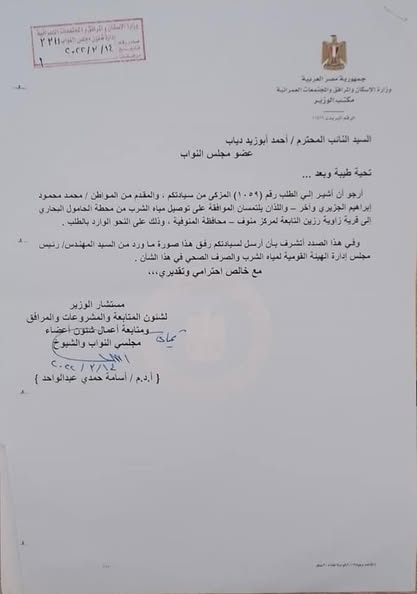 وزارة الإسكان والمرافق والمجتمعات العمرانية
إدارة شئون مجلس النواب
٢٣١١
٢٠٢٢/٢/١٤
جمهورية مصر العربية
وزارة الإسكان والمرافق والمجتمعات العمرانية
مكتب الوزير
السيد النائب المحترم / أحمد أبوزيد دياب
عضو مجلس النواب
تحية طيبة وبعد ...
أرجو أن أشير إلى الطلب رقم (١٠٥٩) المزكى من سيادتكم، والمقدم من المواطن / محمد محمود
إبراهيم الجزيري وآخر – واللذان يلتمسان الموافقة على توصيل مياه الشرب من محطة الحامول البحاري
إلى قرية زاوية رزين التابعة لمركز منوف – محافظة المنوفية، وذلك على النحو الوارد بالطلب.
وفي هذا الصدد أتشرف بأن أرسل لسيادتكم رفق هذا صورة ما ورد من السيد المهندس/ رئيس
مجلس إدارة الهيئة القومية لمياه الشرب والصرف الصحي في هذا الشأن.
مع خالص احترامي وتقديري،،،
مستشار الوزير
لشئون المتابعة والمشروعات والمرافق
ومتابعة أعمال شئون أعضاء
مجلسي النواب والشيوخ
٢٠٢٢/٢/١٤
{ أ.د.م / أسامة حمدي عبدالواحد }